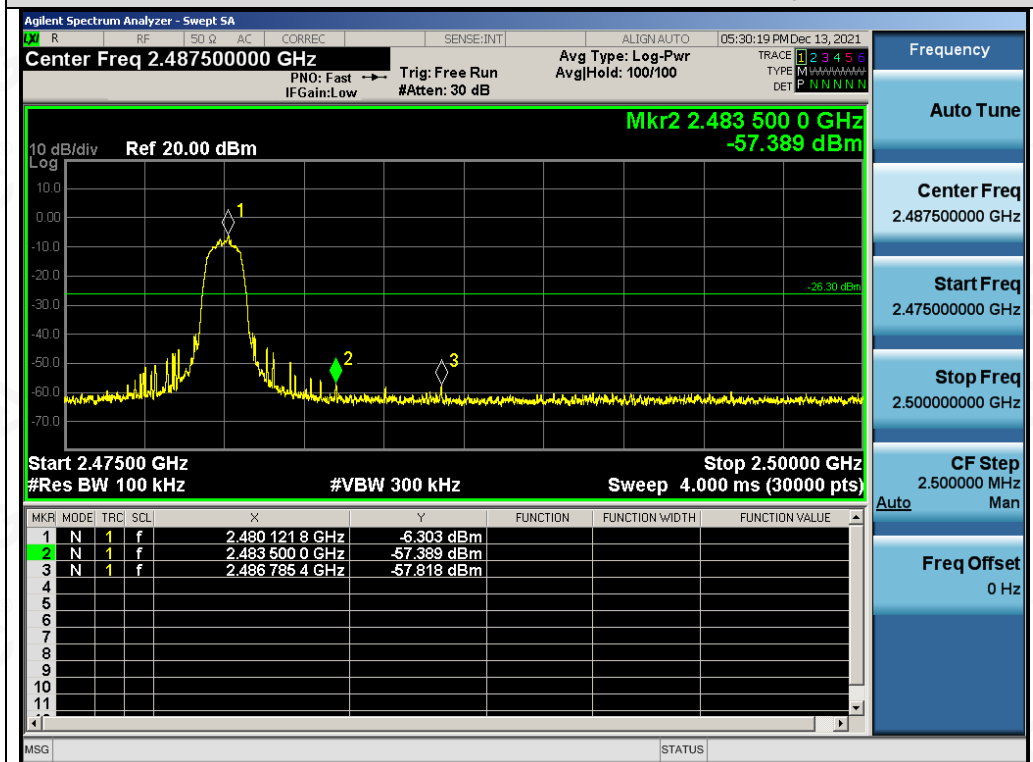 Agilent Spectrum Analyzer - Swept SA
LXI R RF 50 Ω AC CORREC SENSE:INT ALIGN AUTO 05:30:19 PM Dec 13, 2021
Center Freq 2.487500000 GHz
PNO: Fast
IFGain:Low
Trig: Free Run
#Atten: 30 dB
Avg Type: Log-Pwr
Avg|Hold: 100/100
TRACE 1 2 3 4 5 6
TYPE M
DET P N N N N N
Mkr2 2.483 500 0 GHz
-57.389 dBm
10 dB/div Ref 20.00 dBm
Log
10.0
0.00
-10.0
-20.0
-30.0
-40.0
-50.0
-60.0
-70.0
1
2
3
-26.30 dBm
Start 2.47500 GHz Stop 2.50000 GHz
#Res BW 100 kHz #VBW 300 kHz Sweep 4.000 ms (30000 pts)
MKR MODE TRC SCL X Y FUNCTION FUNCTION WIDTH FUNCTION VALUE
1 N 1 f 2.480 121 8 GHz -6.303 dBm
2 N 1 f 2.483 500 0 GHz -57.389 dBm
3 N 1 f 2.486 785 4 GHz -57.818 dBm
4
5
6
7
8
9
10
11
MSG STATUS
Frequency
Auto Tune
Center Freq
2.487500000 GHz
Start Freq
2.475000000 GHz
Stop Freq
2.500000000 GHz
CF Step
2.500000 MHz
Auto Man
Freq Offset
0 Hz